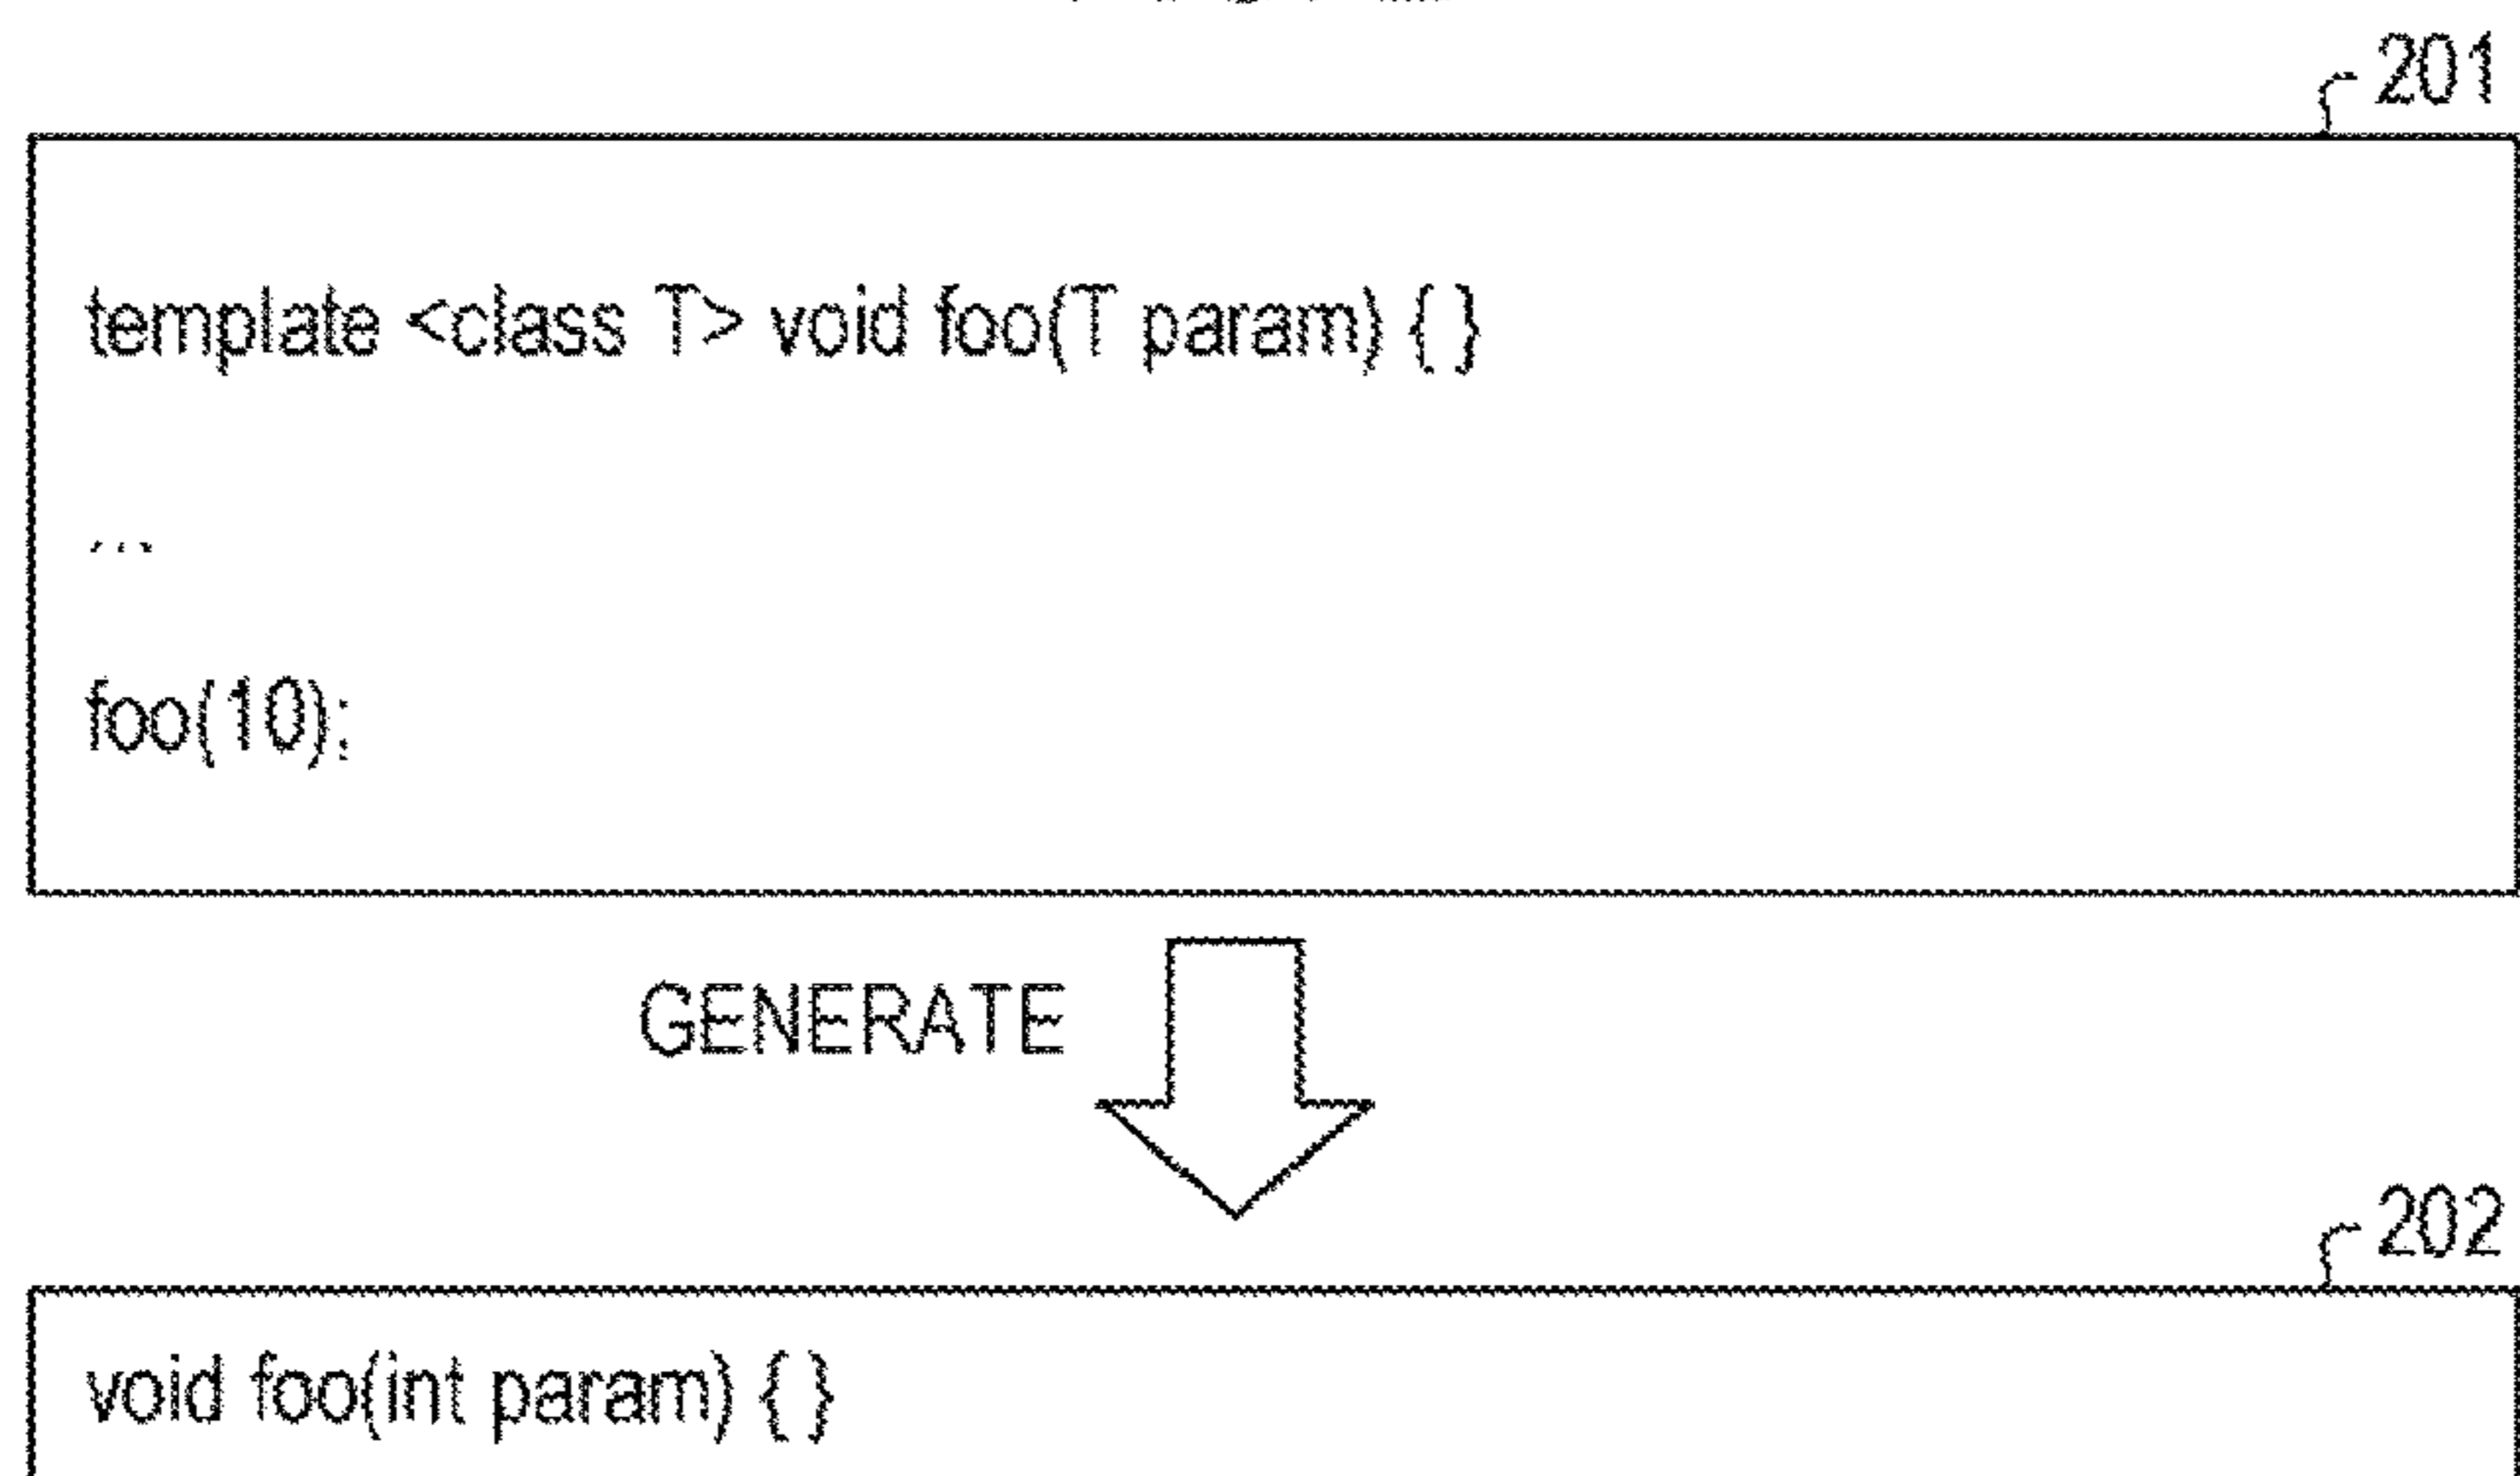 201
template <class T> void foo(T param) { }
...
foo(10);
GENERATE
202
void foo(int param) { }